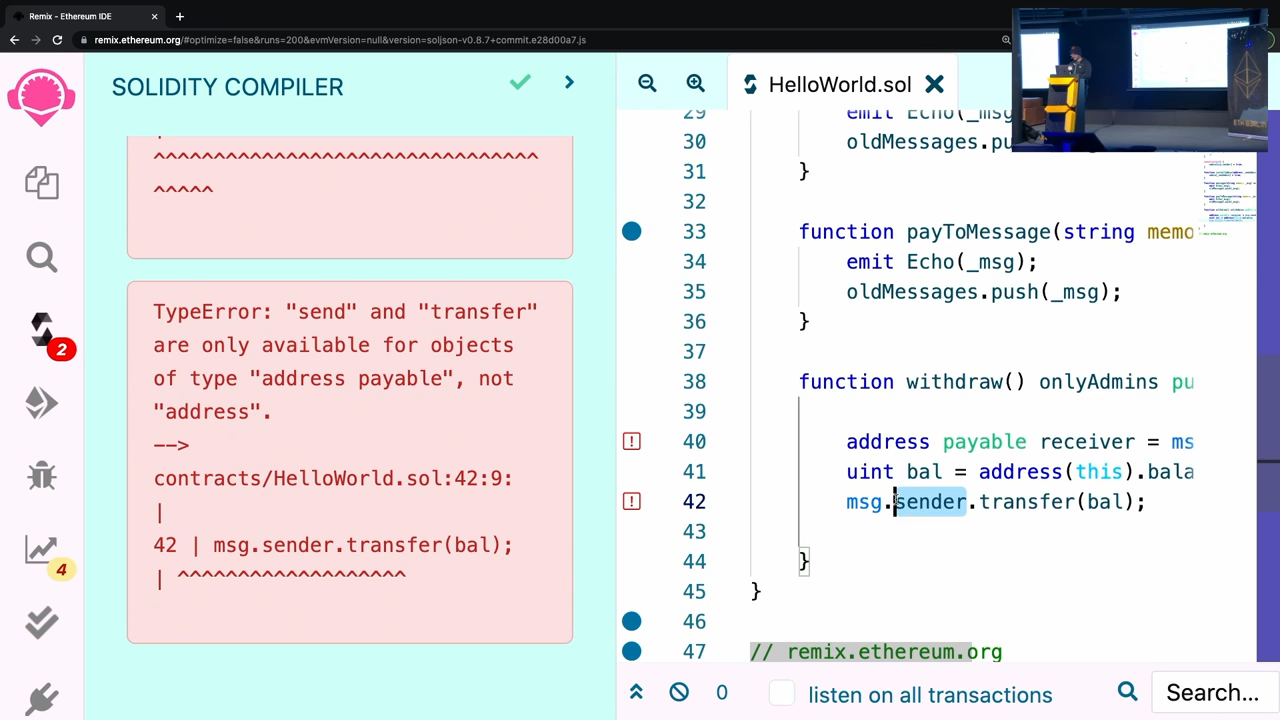 Remix - Ethereum IDE
remix.ethereum.org/#optimize=false&runs=200&evmVersion=null&version=soljson-v0.8.7+commit.e28d00a7.js
SOLIDITY COMPILER
^^^^^^^^^^^^^^^^^^^^^^^^^^^^^^^^
^^^^^
TypeError: "send" and "transfer"
are only available for objects
of type "address payable", not
"address".
-->
contracts/HelloWorld.sol:42:9:
|
42 | msg.sender.transfer(bal);
| ^^^^^^^^^^^^^^^^^^^
2
4
HelloWorld.sol
29 emit Echo(_msg
30 oldMessages.pu
31 }
32
33 function payToMessage(string memo
34 emit Echo(_msg);
35 oldMessages.push(_msg);
36 }
37
38 function withdraw() onlyAdmins pu
39
40 address payable receiver = ms
41 uint bal = address(this).bala
42 msg.sender.transfer(bal);
43
44 }
45 }
46
47 // remix.ethereum.org
0 listen on all transactions Search...